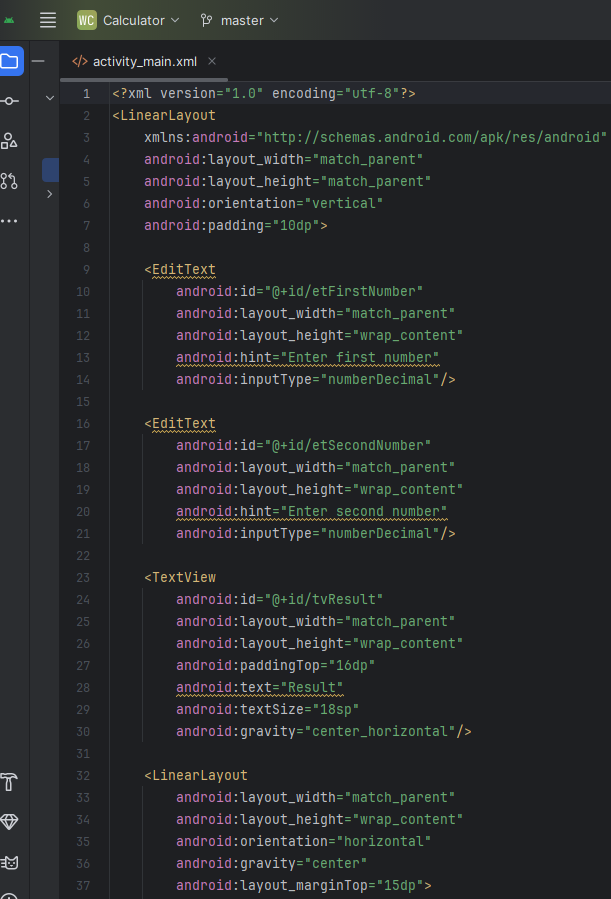 WC Calculator master
activity_main.xml
1 <?xml version="1.0" encoding="utf-8"?>
2 <LinearLayout
3 xmlns:android="http://schemas.android.com/apk/res/android"
4 android:layout_width="match_parent"
5 android:layout_height="match_parent"
6 android:orientation="vertical"
7 android:padding="10dp">
8
9 <EditText
10 android:id="@+id/etFirstNumber"
11 android:layout_width="match_parent"
12 android:layout_height="wrap_content"
13 android:hint="Enter first number"
14 android:inputType="numberDecimal"/>
15
16 <EditText
17 android:id="@+id/etSecondNumber"
18 android:layout_width="match_parent"
19 android:layout_height="wrap_content"
20 android:hint="Enter second number"
21 android:inputType="numberDecimal"/>
22
23 <TextView
24 android:id="@+id/tvResult"
25 android:layout_width="match_parent"
26 android:layout_height="wrap_content"
27 android:paddingTop="16dp"
28 android:text="Result"
29 android:textSize="18sp"
30 android:gravity="center_horizontal"/>
31
32 <LinearLayout
33 android:layout_width="match_parent"
34 android:layout_height="wrap_content"
35 android:orientation="horizontal"
36 android:gravity="center"
37 android:layout_marginTop="15dp">